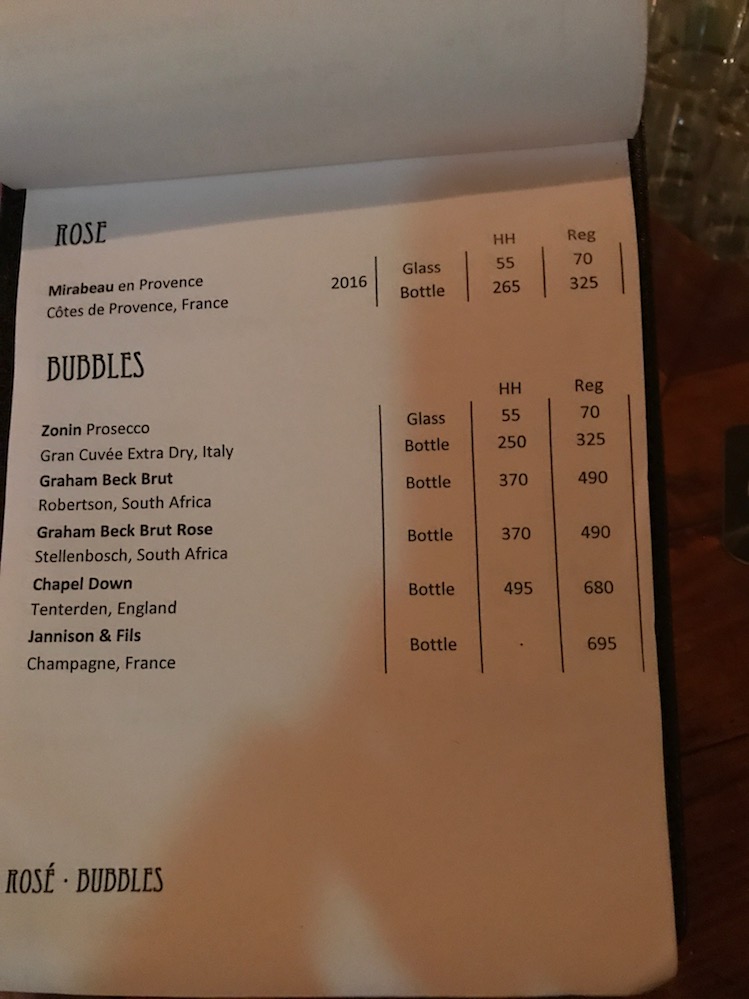 ROSE
HH Reg
Mirabeau en Provence 2016 Glass 55 70
Côtes de Provence, France Bottle 265 325
BUBBLES
HH Reg
Zonin Prosecco Glass 55 70
Gran Cuvée Extra Dry, Italy Bottle 250 325
Graham Beck Brut Bottle 370 490
Robertson, South Africa
Graham Beck Brut Rose Bottle 370 490
Stellenbosch, South Africa
Chapel Down Bottle 495 680
Tenterden, England
Jannison & Fils Bottle . 695
Champagne, France
ROSÉ · BUBBLES